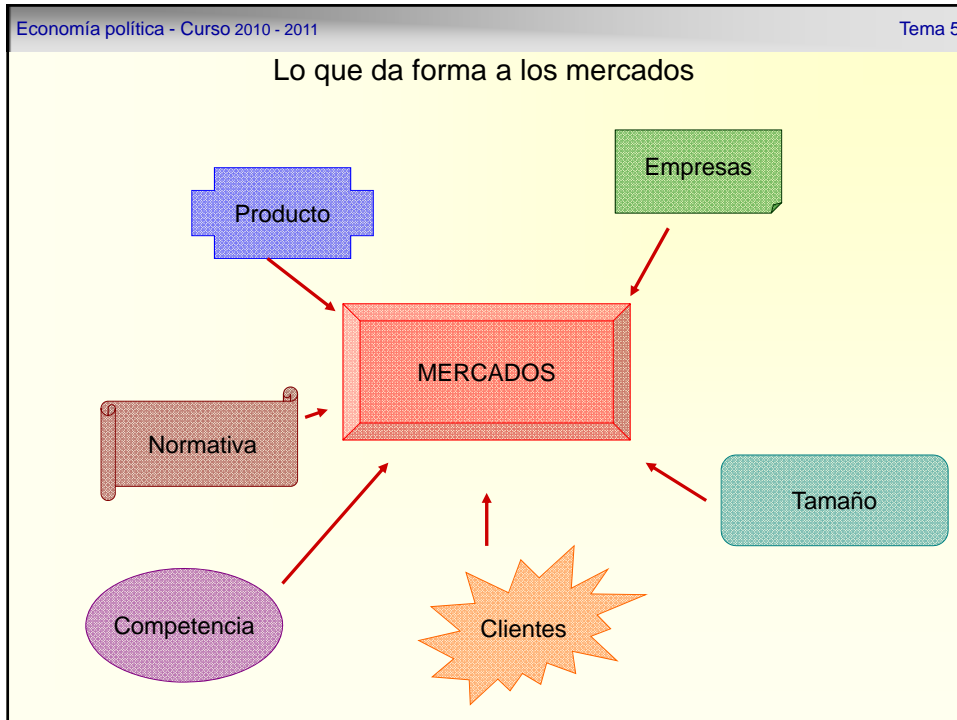 Economía política - Curso 2010 - 2011
Tema 5
Lo que da forma a los mercados
Empresas
Producto
MERCADOS
Normativa
Tamaño
Competencia
Clientes